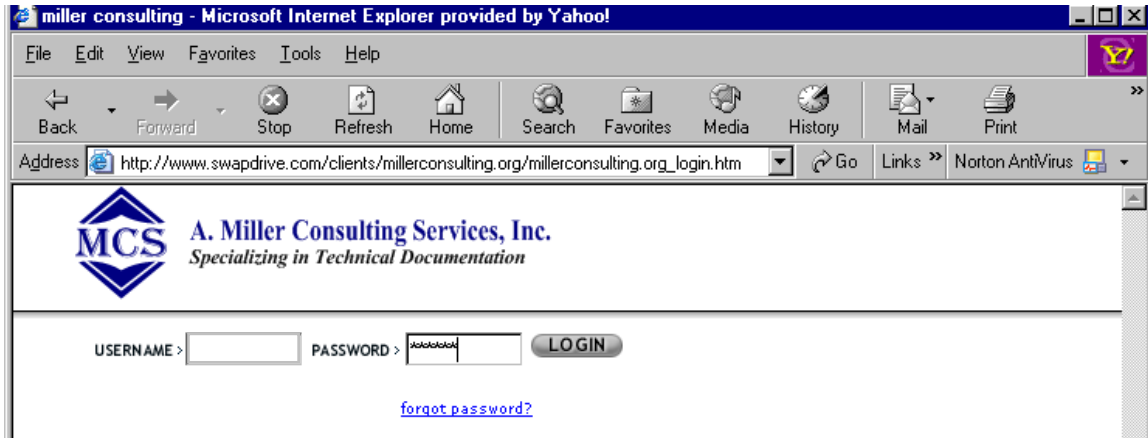 miller consulting - Microsoft Internet Explorer provided by Yahoo!
File Edit View Favorites Tools Help
Y!
Back Forward Stop Refresh Home Search Favorites Media History Mail Print »
Address http://www.swapdrive.com/clients/millerconsulting.org/millerconsulting.org_login.htm Go Links » Norton AntiVirus
MCS
A. Miller Consulting Services, Inc.
Specializing in Technical Documentation
USERNAME > PASSWORD > ******* LOGIN
forgot password?